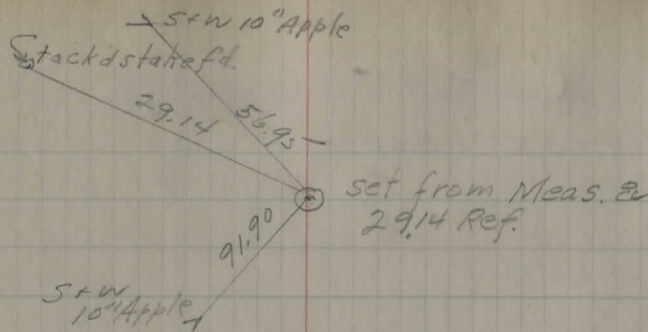 S+W 10" Apple
Stack'd stake fd.
29.14
56.95
set from Meas. &
29.14 Ref.
91.90
S+W
10" Apple